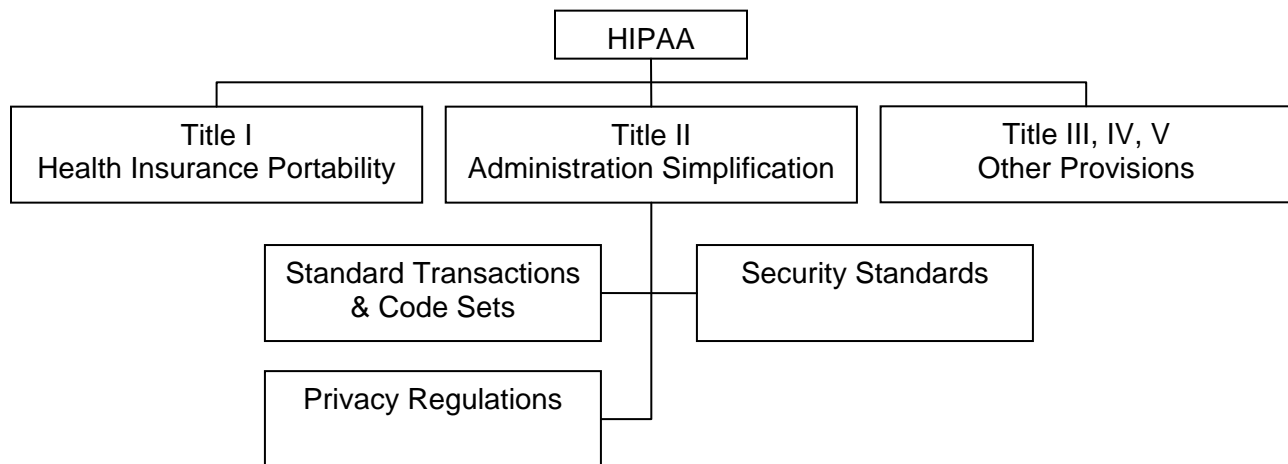 HIPAA
Title I
Health Insurance Portability
Title II
Administration Simplification
Title III, IV, V
Other Provisions
Standard Transactions
& Code Sets
Security Standards
Privacy Regulations